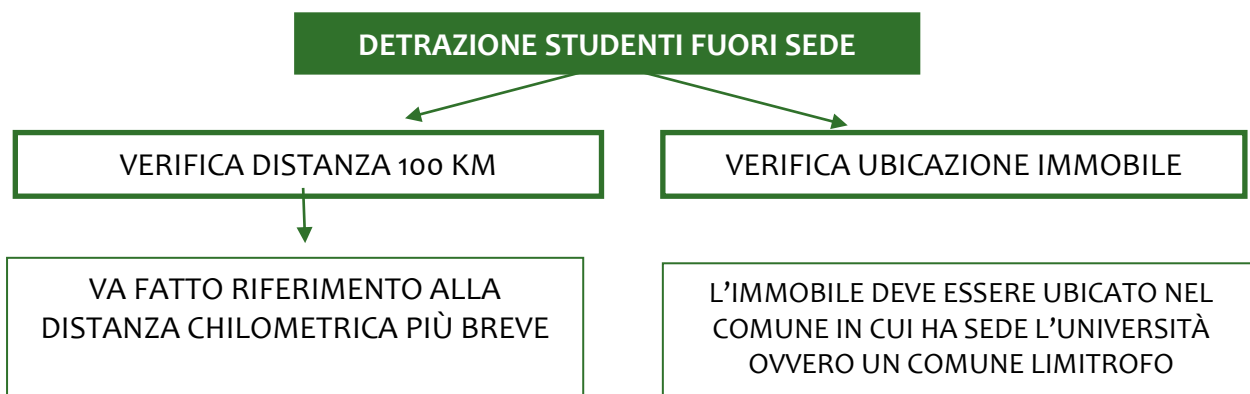 DETRAZIONE STUDENTI FUORI SEDE
VERIFICA DISTANZA 100 KM
VERIFICA UBICAZIONE IMMOBILE
VA FATTO RIFERIMENTO ALLA
DISTANZA CHILOMETRICA PIÙ BREVE
L’IMMOBILE DEVE ESSERE UBICATO NEL
COMUNE IN CUI HA SEDE L’UNIVERSITÀ
OVVERO UN COMUNE LIMITROFO